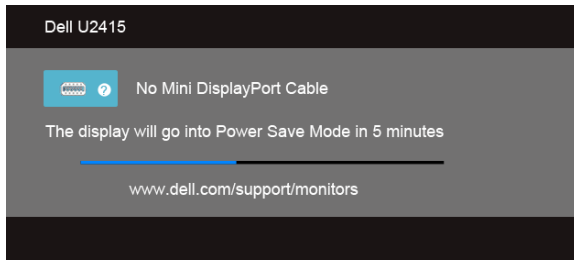 Dell U2415
? No Mini DisplayPort Cable
The display will go into Power Save Mode in 5 minutes
www.dell.com/support/monitors